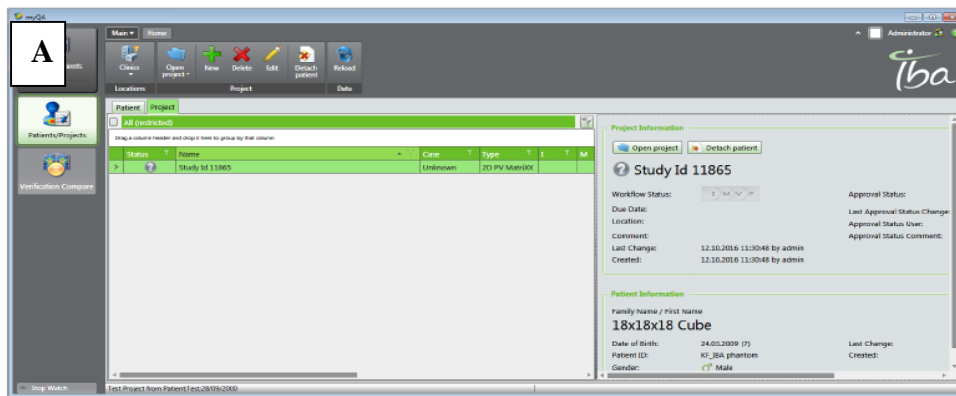 myQA
A
Main Home
Administrator
Clinics Open project New Delete Edit Detach patient Reload
Locations Project Data
iba
Patients/Projects
Verification Compare
Stop Watch
Patient Project
All (restricted)
Drag a column header and drop it here to group by that column
Status Name Case Type I M
> Study Id 11865 Unknown 2D PV MatriXX
Project Information
Open project Detach patient
Study Id 11865
Workflow Status: I M V P Approval Status:
Due Date: Last Approval Status Change:
Location: Approval Status User:
Comment: Approval Status Comment:
Last Change: 12.10.2016 11:30:48 by admin
Created: 12.10.2016 11:30:48 by admin
Patient Information
Family Name / First Name
18x18x18 Cube
Date of Birth: 24.03.2009 (7) Last Change:
Patient ID: KF_IBA phantom Created:
Gender: Male
Test Project from PatientTest;28/09/2000